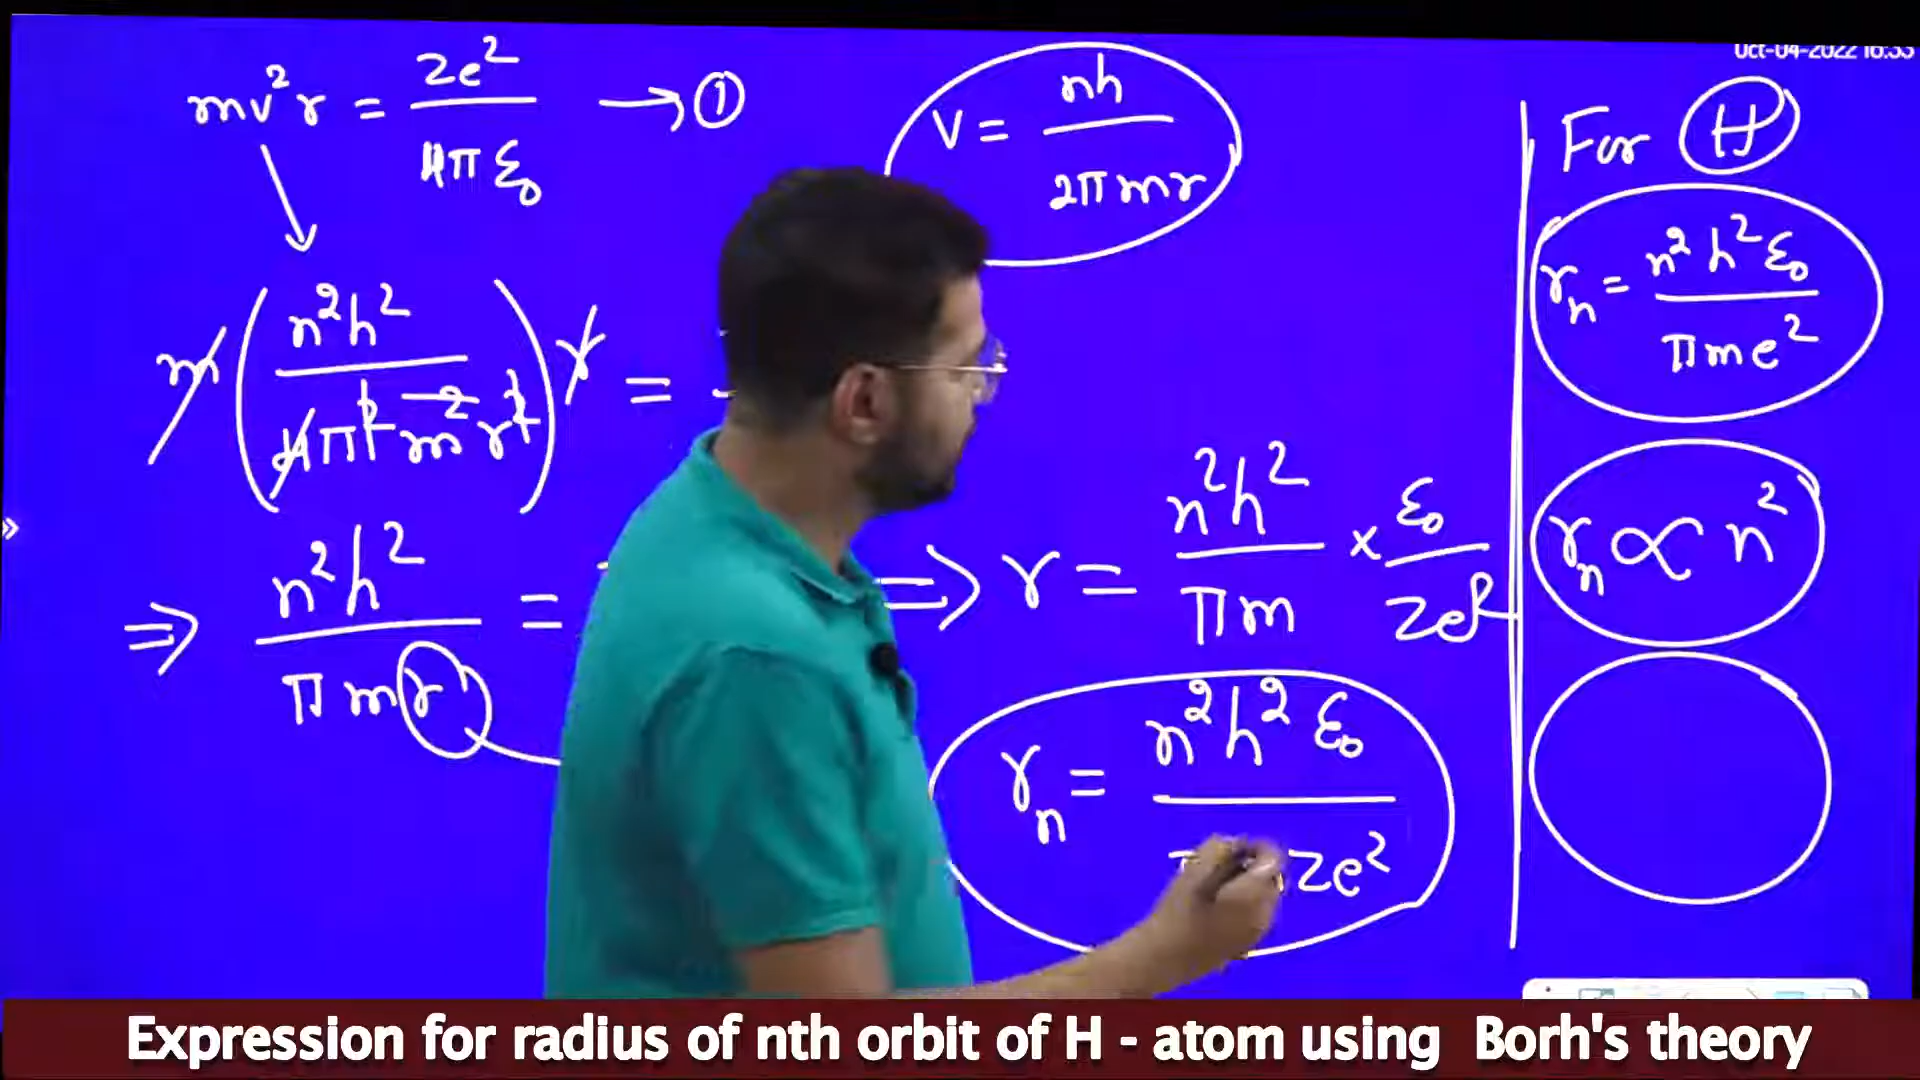 Oct-04-2022 16:33
mv²r = Ze² / 4πε₀ → ①
V = nh / 2πmr
m ( n²h² / 4π²m²r² ) r =
⇒ n²h² / πmr =
⇒ r = n²h² / πm × ε₀ / Ze²
rₙ = n²h²ε₀ / Ze²
For H
rₙ = n²h²ε₀ / πme²
rₙ ∝ n²
Expression for radius of nth orbit of H - atom using Borh's theory